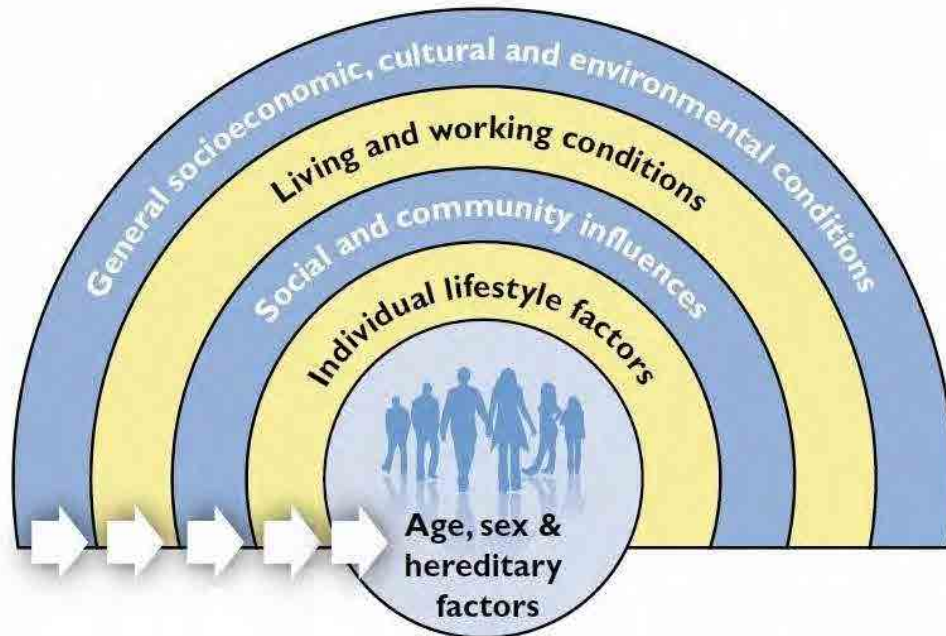 General socioeconomic, cultural and environmental conditions
Living and working conditions
Social and community influences
Individual lifestyle factors
Age, sex &
hereditary
factors